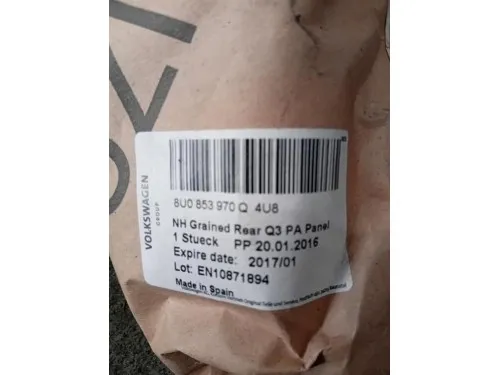 VOLKSWAGEN
GROUP
8U0 853 970 Q 4U8
NH Grained Rear Q3 PA Panel
1 Stueck PP 20.01.2016
Expire date: 2017/01
Lot: EN10871894
Made in Spain